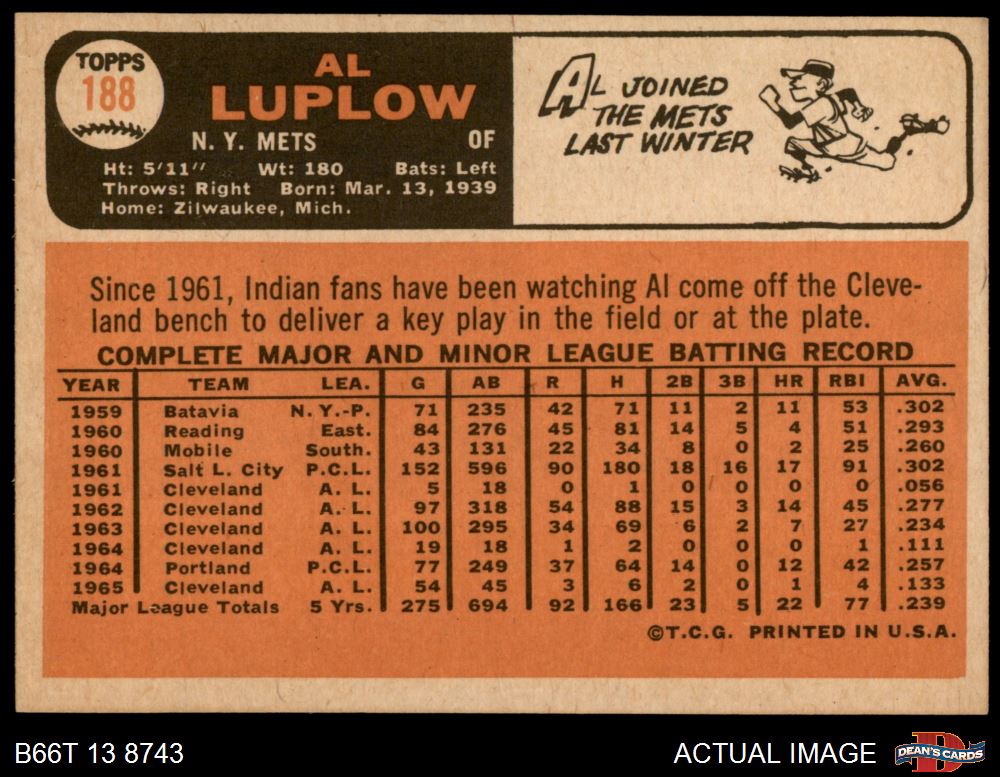 TOPPS
188
AL
LUPLOW
N. Y. METS OF
Ht: 5'11" Wt: 180 Bats: Left
Throws: Right Born: Mar. 13, 1939
Home: Zilwaukee, Mich.
AL JOINED
THE METS
LAST WINTER
Since 1961, Indian fans have been watching Al come off the Cleve-
land bench to deliver a key play in the field or at the plate.
COMPLETE MAJOR AND MINOR LEAGUE BATTING RECORD
YEAR TEAM LEA. G AB R H 2B 3B HR RBI AVG.
1959 Batavia N. Y.-P. 71 235 42 71 11 2 11 53 .302
1960 Reading East. 84 276 45 81 14 5 4 51 .293
1960 Mobile South. 43 131 22 34 8 0 2 25 .260
1961 Salt L. City P.C.L. 152 596 90 180 18 16 17 91 .302
1961 Cleveland A. L. 5 18 0 1 0 0 0 0 .056
1962 Cleveland A. L. 97 318 54 88 15 3 14 45 .277
1963 Cleveland A. L. 100 295 34 69 6 2 7 27 .234
1964 Cleveland A. L. 19 18 1 2 0 0 0 1 .111
1964 Portland P.C.L. 77 249 37 64 14 0 12 42 .257
1965 Cleveland A. L. 54 45 3 6 2 0 1 4 .133
Major League Totals 5 Yrs. 275 694 92 166 23 5 22 77 .239
©T.C.G. PRINTED IN U.S.A.
B66T 13 8743 ACTUAL IMAGE DEAN'S CARDS